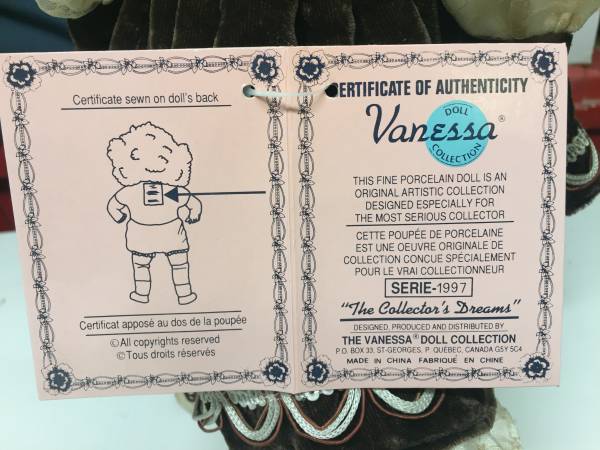 Certificate sewn on doll's back
Certificat apposé au dos de la poupée
©All copyrights reserved
©Tous droits réservés
CERTIFICATE OF AUTHENTICITY
DOLL
Vanessa®
COLLECTION
THIS FINE PORCELAIN DOLL IS AN
ORIGINAL ARTISTIC COLLECTION
DESIGNED ESPECIALLY FOR
THE MOST SERIOUS COLLECTOR
CETTE POUPÉE DE PORCELAINE
EST UNE OEUVRE ORIGINALE DE
COLLECTION CONCUE SPÉCIALEMENT
POUR LE VRAI COLLECTIONNEUR
SERIE-1997
"The Collector's Dreams"
DESIGNED, PRODUCED AND DISTRIBUTED BY
THE VANESSA® DOLL COLLECTION
P.O. BOX 33, ST-GEORGES, P. QUEBEC, CANADA G5Y 5C4
MADE IN CHINA FABRIQUÉ EN CHINE